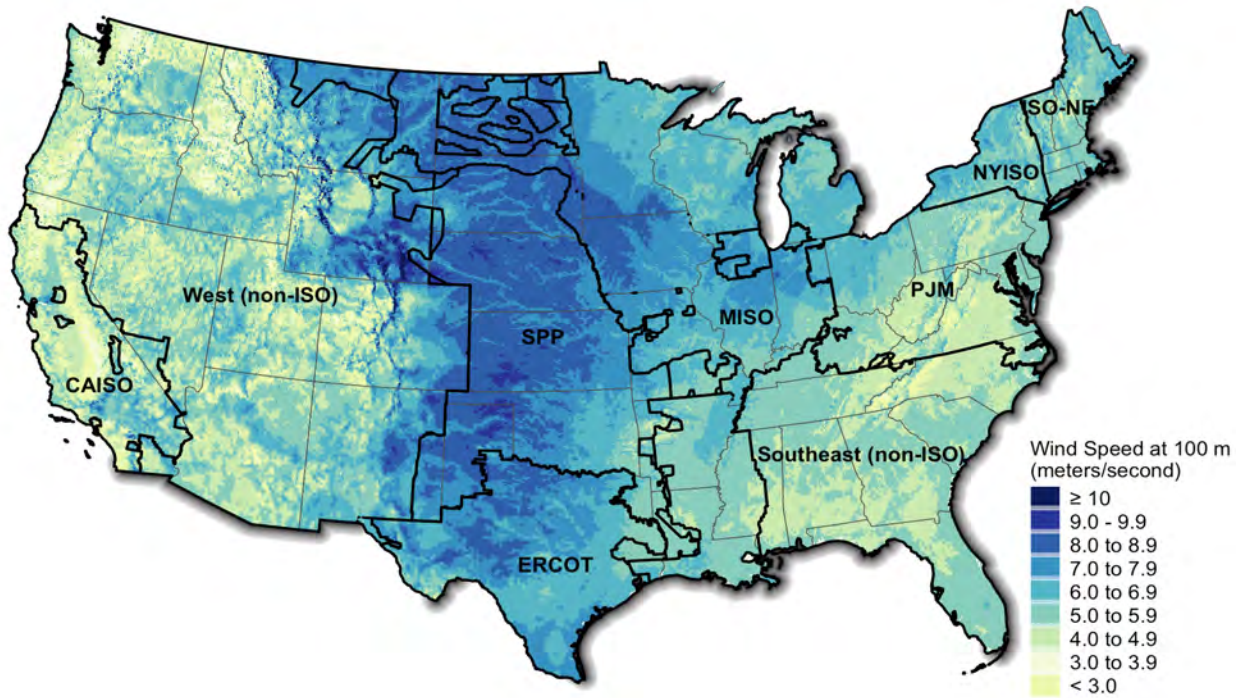 ISO-NE
NYISO
West (non-ISO)
PJM
MISO
SPP
CAISO
Southeast (non-ISO)
ERCOT
Wind Speed at 100 m
(meters/second)
≥ 10
9.0 - 9.9
8.0 to 8.9
7.0 to 7.9
6.0 to 6.9
5.0 to 5.9
4.0 to 4.9
3.0 to 3.9
< 3.0